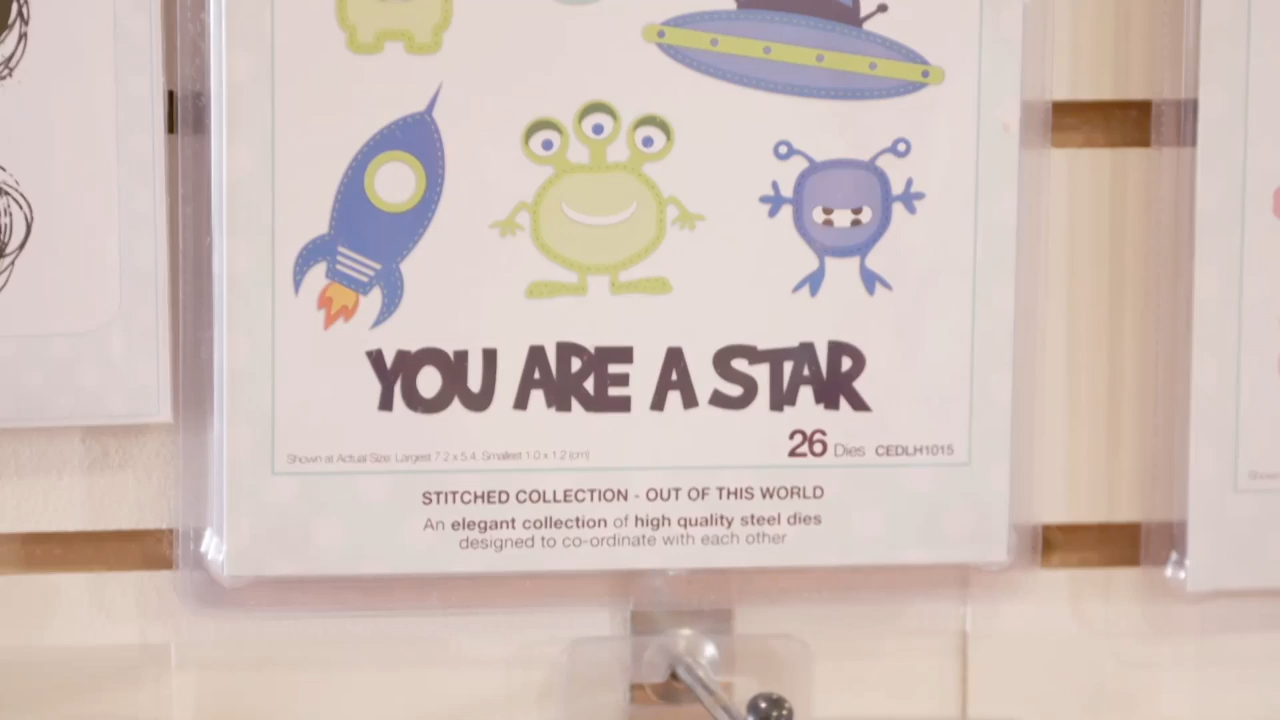 YOU ARE A STAR
26 Dies CEDLH1015
Shown at Actual Size: Largest 7.2 x 5.4, Smallest 1.0 x 1.2 (cm)
STITCHED COLLECTION - OUT OF THIS WORLD
An elegant collection of high quality steel dies
designed to co-ordinate with each other